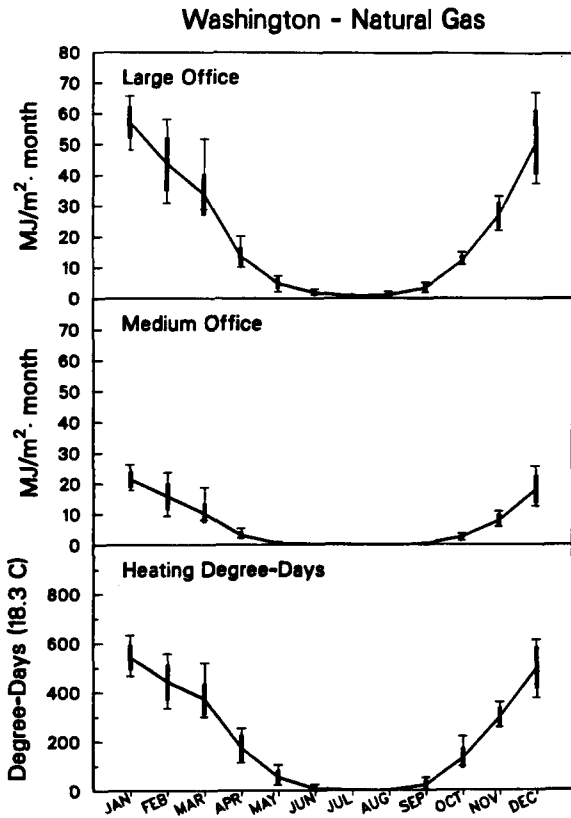 Washington - Natural Gas
80
70
60
50
40
30
20
10
0
MJ/m²· month
Large Office
70
60
50
40
30
20
10
0
MJ/m²· month
Medium Office
800
600
400
200
0
Degree-Days (18.3 C)
Heating Degree-Days
JAN FEB MAR APR MAY JUN JUL AUG SEP OCT NOV DEC